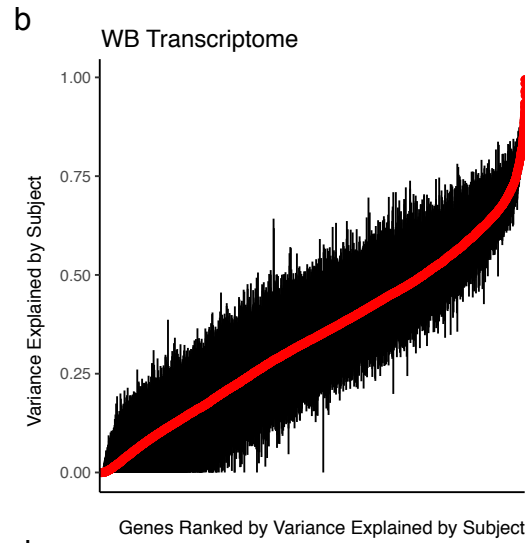 b
WB Transcriptome
1.00
0.75
0.50
0.25
0.00
Variance Explained by Subject
Genes Ranked by Variance Explained by Subject